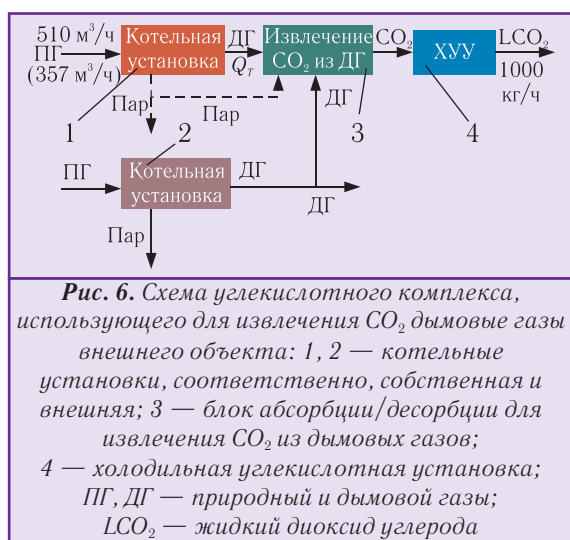 510 м³/ч
ПГ
(357 м³/ч)
Котельная
установка
ДГ
Qт
Извлечение
CO₂ из ДГ
CO₂
ХУУ
LCO₂
1000
кг/ч
1
Пар
Пар
ДГ
3
4
2
ПГ
Котельная
установка
ДГ
ДГ
Пар
Рис. 6. Схема углекислотного комплекса,
использующего для извлечения CO₂ дымовые газы
внешнего объекта: 1, 2 — котельные
установки, соответственно, собственная и
внешняя; 3 — блок абсорбции/десорбции для
извлечения CO₂ из дымовых газов;
4 — холодильная углекислотная установка;
ПГ, ДГ — природный и дымовой газы;
LCO₂ — жидкий диоксид углерода